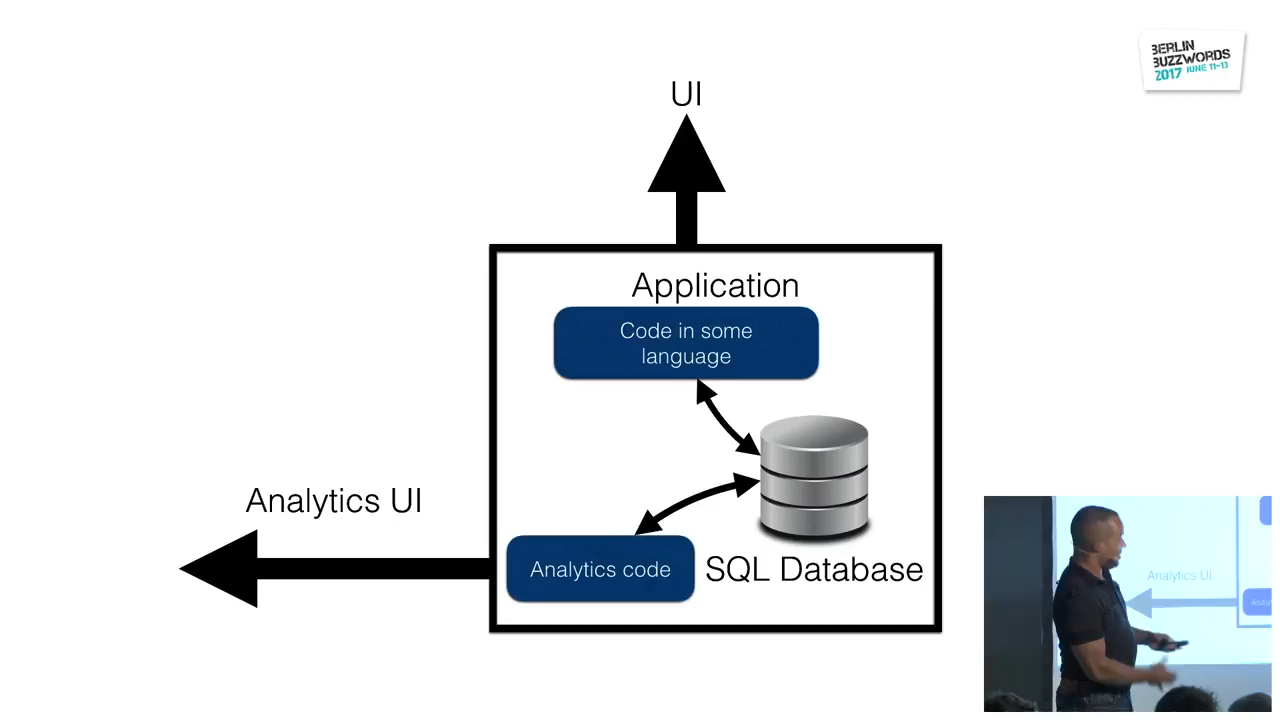 BERLIN
BUZZWORDS
2017 JUNE 11-13
UI
Application
Code in some
language
Analytics UI
Analytics code
SQL Database
Analytics UI
Analy